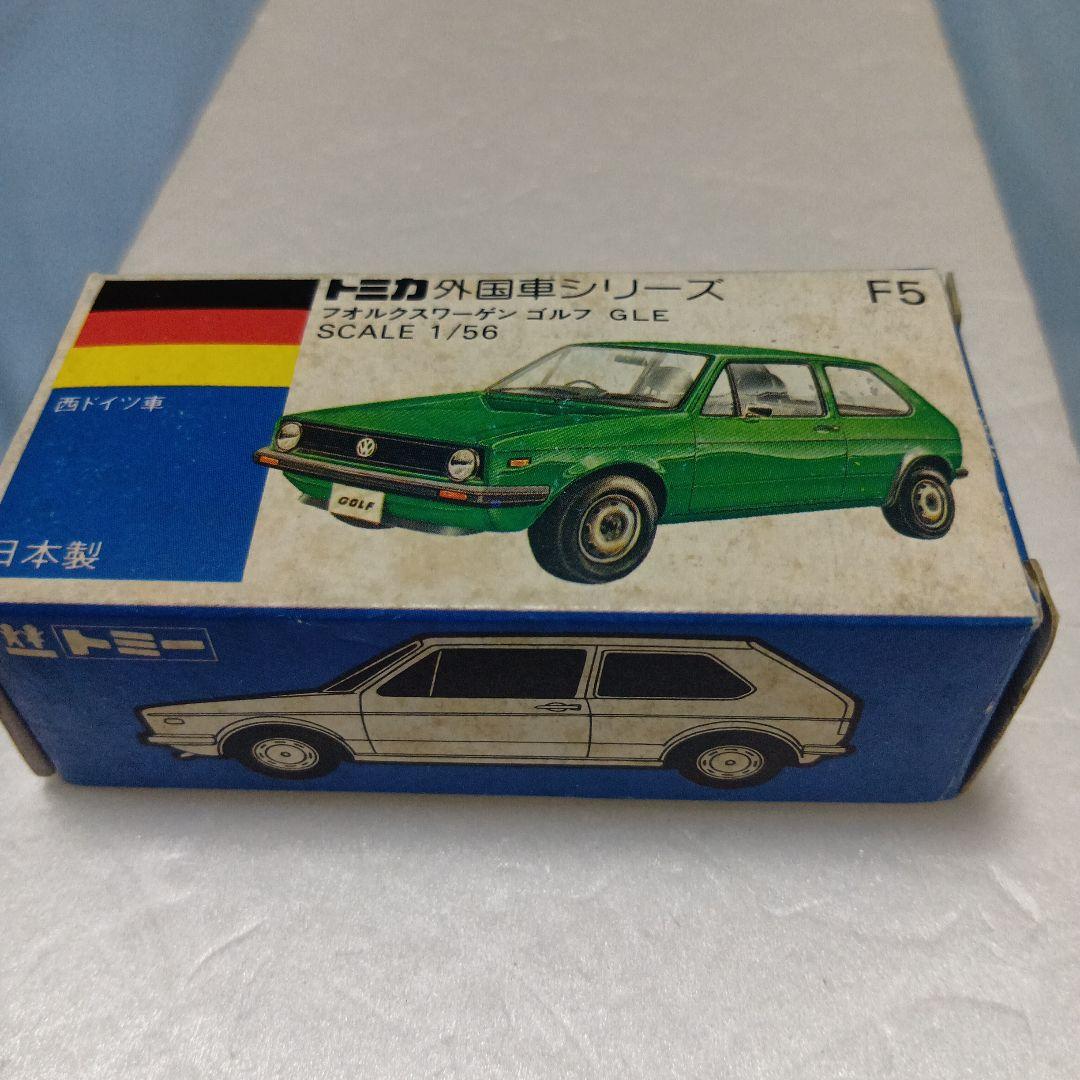 トミカ 外国車シリーズ F5
フオルクスワーゲン ゴルフ GLE
SCALE 1/56
西ドイツ車
GOLF
日本製
トミー